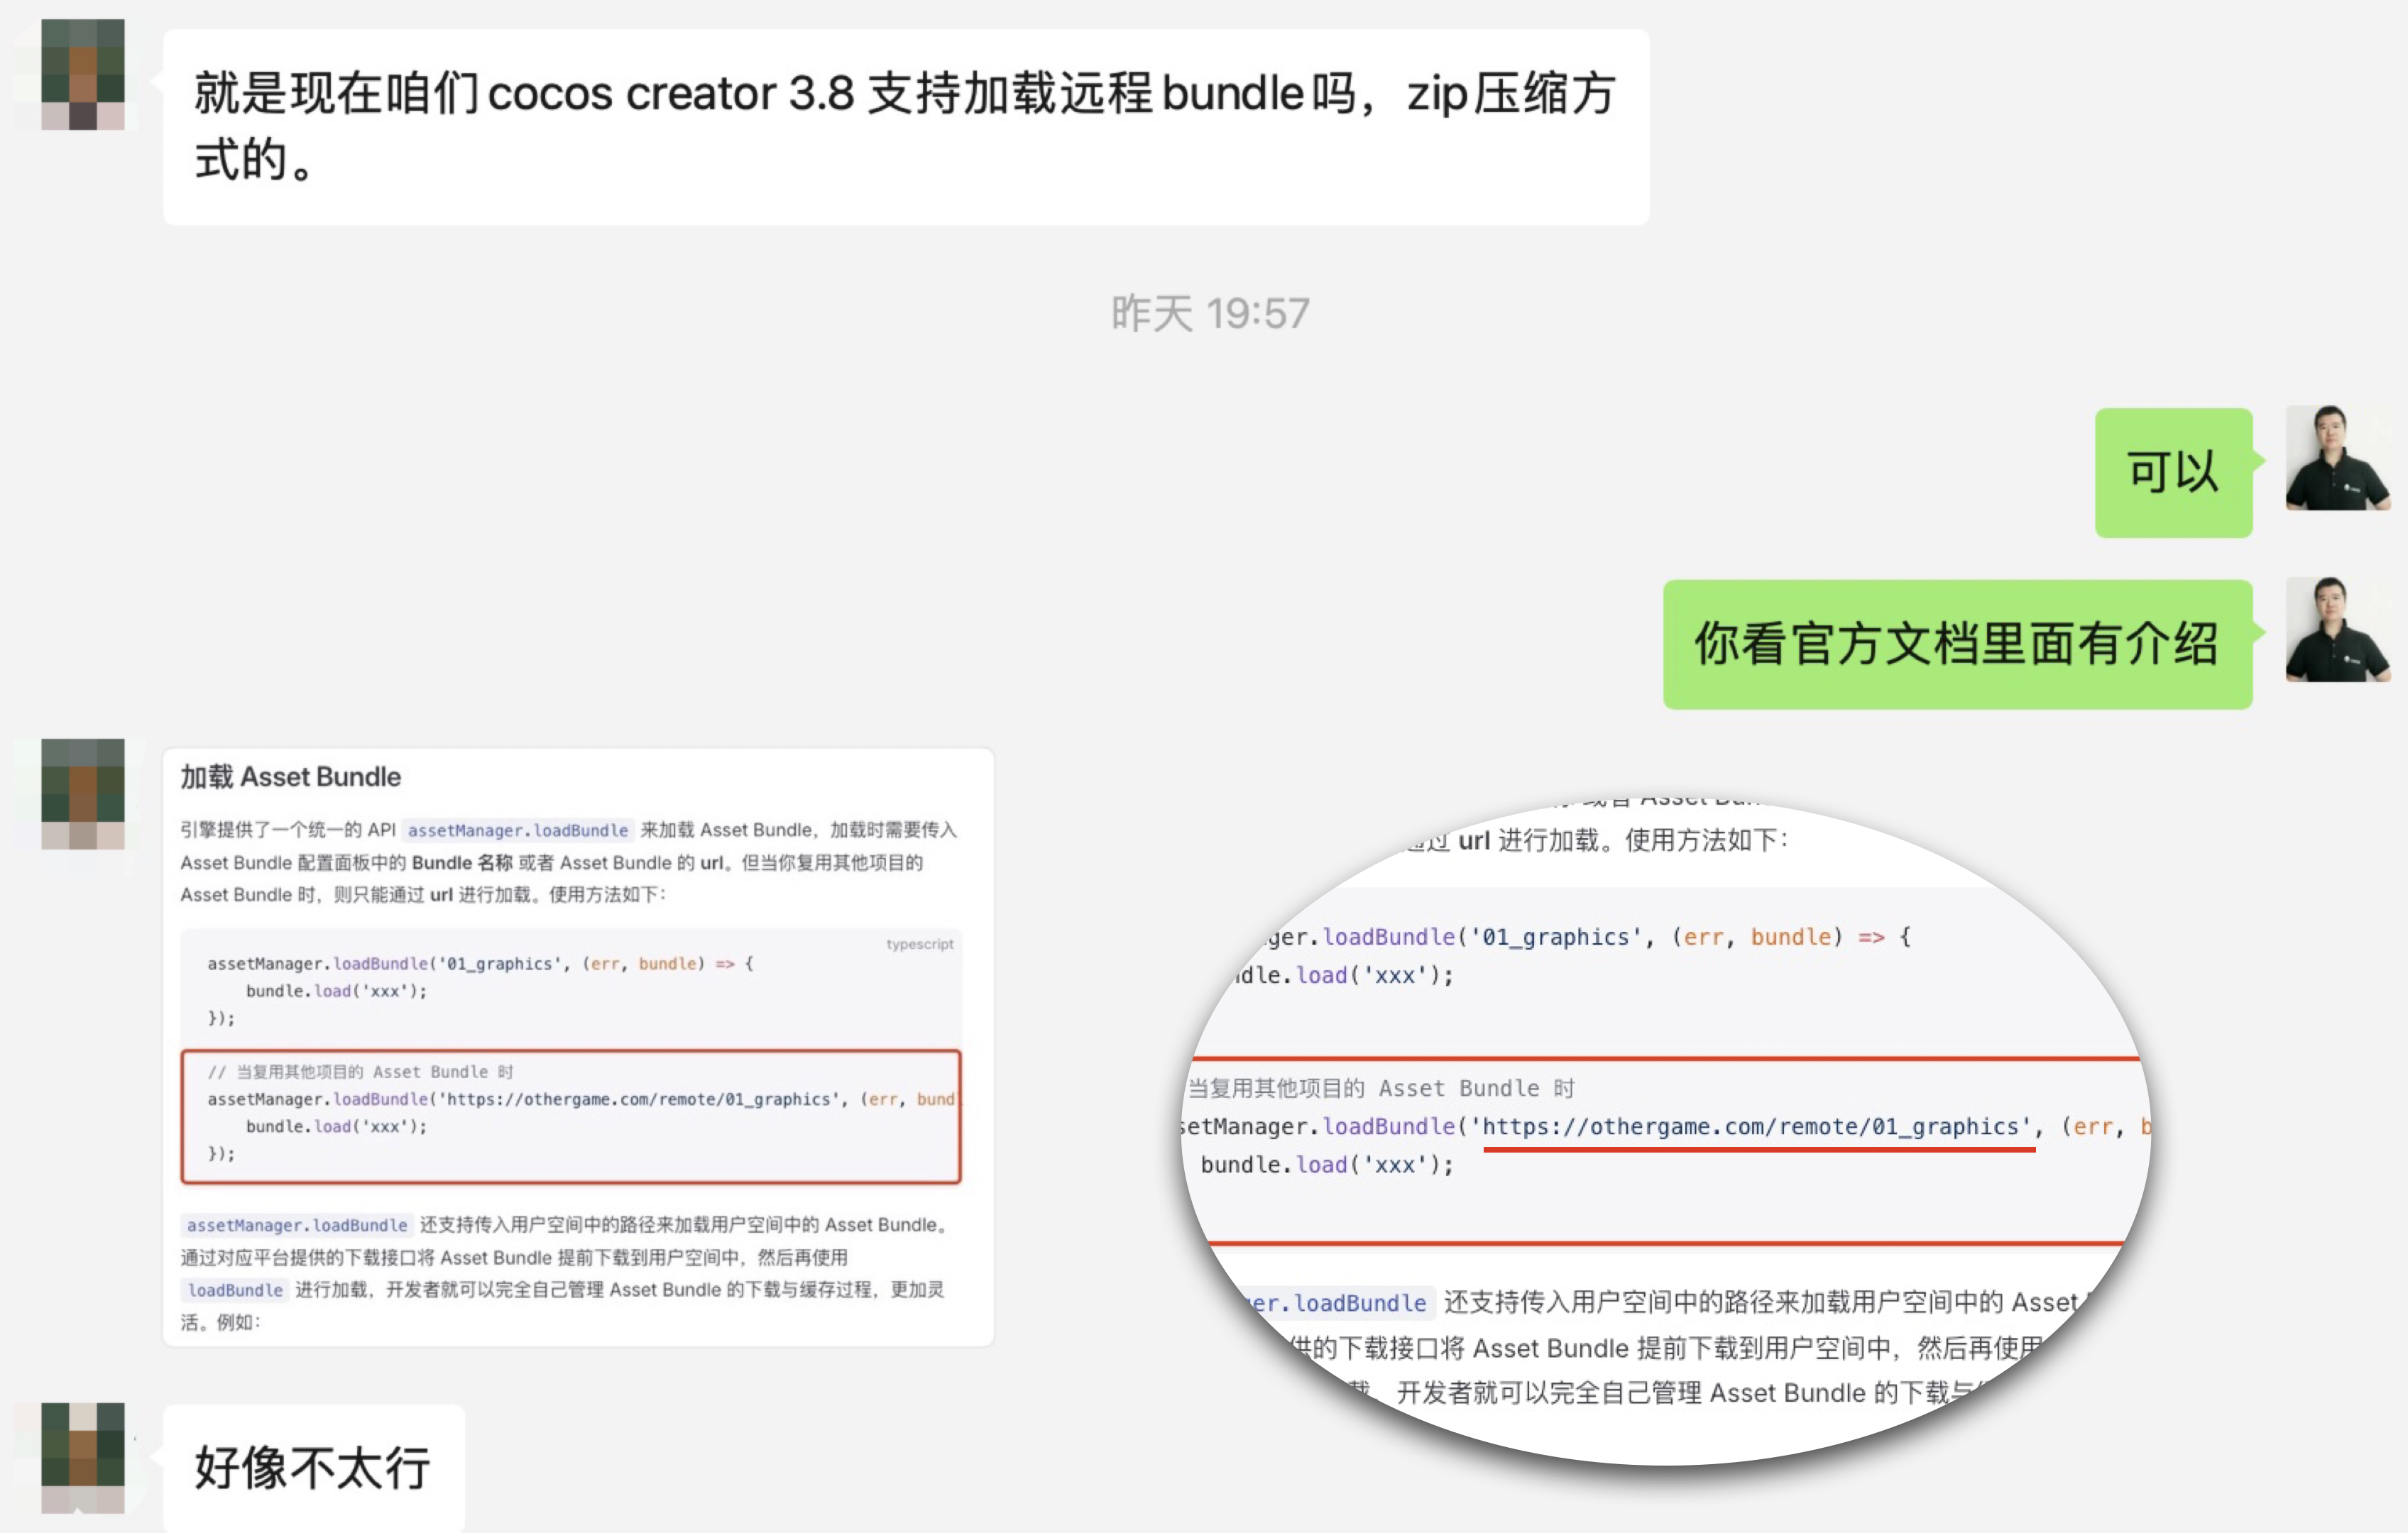 就是现在咱们cocos creator 3.8 支持加载远程bundle吗，zip压缩方
式的。
昨天 19:57
可以
你看官方文档里面有介绍
加载 Asset Bundle
引擎提供了一个统一的 API assetManager.loadBundle 来加载 Asset Bundle，加载时需要传入
Asset Bundle 配置面板中的 Bundle 名称 或者 Asset Bundle 的 url。但当你复用其他项目的
Asset Bundle 时，则只能通过 url 进行加载。使用方法如下：
typescript
assetManager.loadBundle('01_graphics', (err, bundle) => {
bundle.load('xxx');
});
// 当复用其他项目的 Asset Bundle 时
assetManager.loadBundle('https://othergame.com/remote/01_graphics', (err, bund
bundle.load('xxx');
});
assetManager.loadBundle 还支持传入用户空间中的路径来加载用户空间中的 Asset Bundle。
通过对应平台提供的下载接口将 Asset Bundle 提前下载到用户空间中，然后再使用
loadBundle 进行加载，开发者就可以完全自己管理 Asset Bundle 的下载与缓存过程，更加灵
活。例如：
或者 Asset Bun
通过 url 进行加载。使用方法如下：
ger.loadBundle('01_graphics', (err, bundle) => {
dle.load('xxx');
当复用其他项目的 Asset Bundle 时
setManager.loadBundle('https://othergame.com/remote/01_graphics', (err, b
bundle.load('xxx');
er.loadBundle 还支持传入用户空间中的路径来加载用户空间中的 Asset
供的下载接口将 Asset Bundle 提前下载到用户空间中，然后再使用
载，开发者就可以完全自己管理 Asset Bundle 的下载与
好像不太行